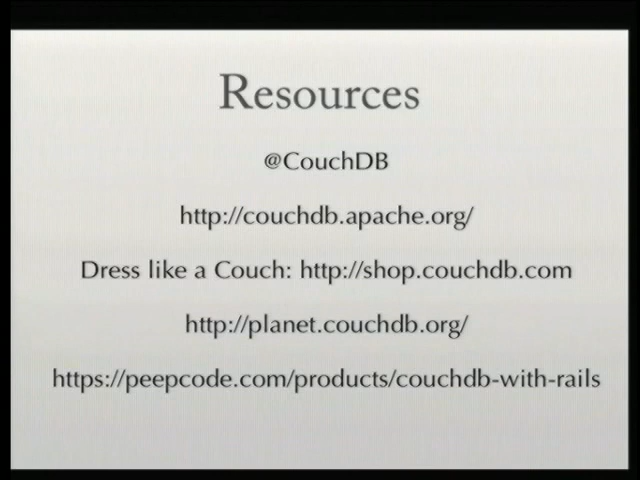 Resources
@CouchDB
http://couchdb.apache.org/
Dress like a Couch: http://shop.couchdb.com
http://planet.couchdb.org/
https://peepcode.com/products/couchdb-with-rails